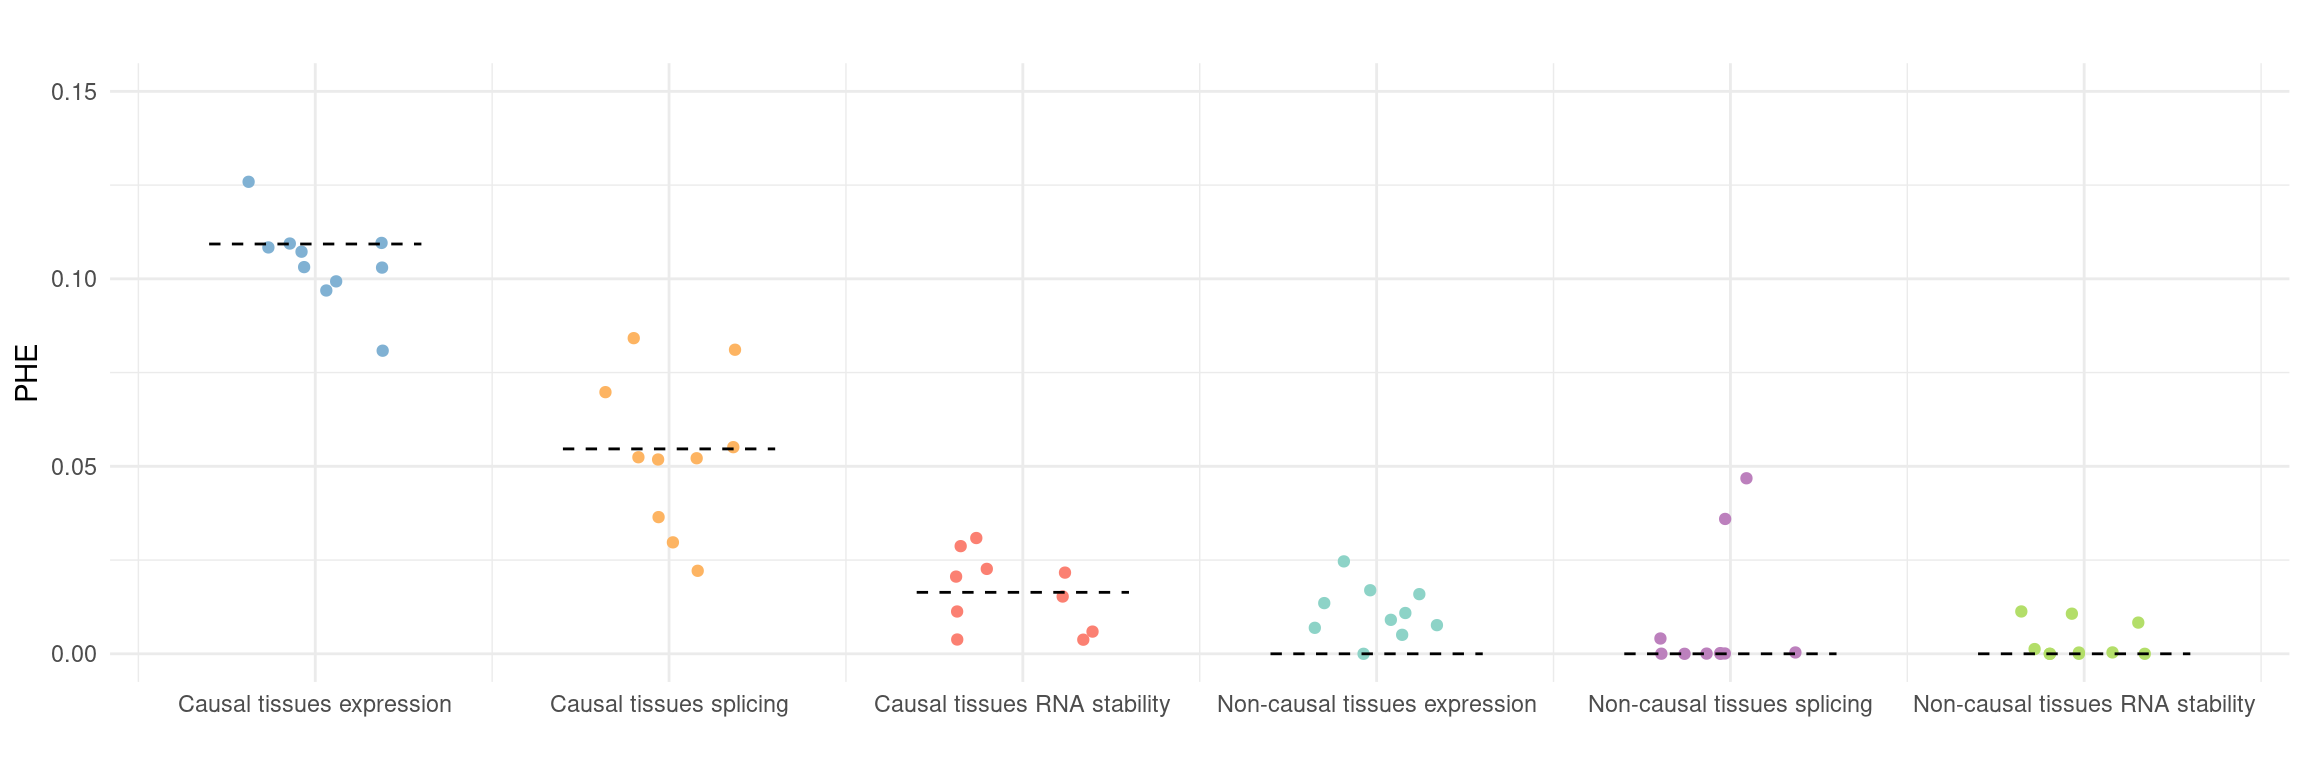 PHE
0.15
0.10
0.05
0.00
Causal tissues expression
Causal tissues splicing
Causal tissues RNA stability
Non-causal tissues expression
Non-causal tissues splicing
Non-causal tissues RNA stability